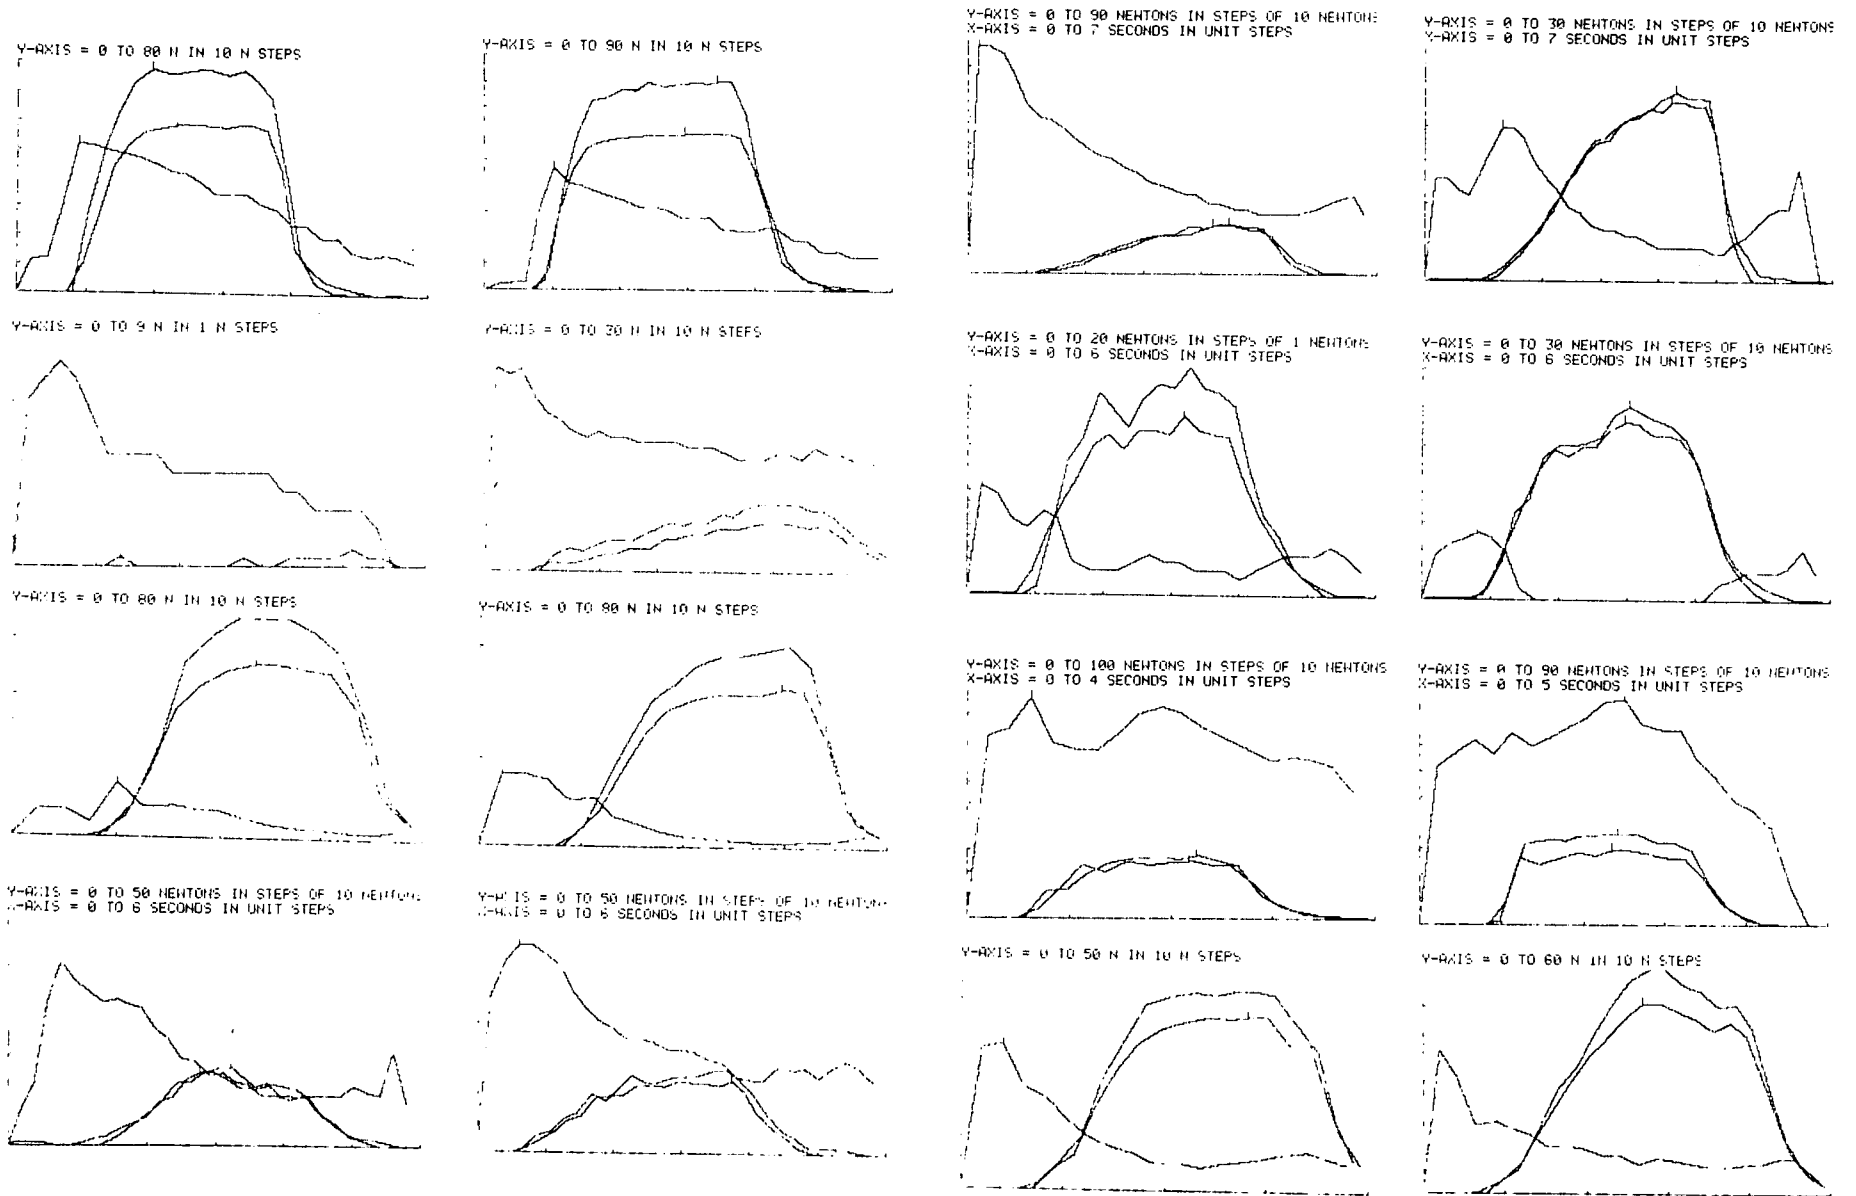 Y-AXIS = 0 TO 80 N IN 10 N STEPS
Y-AXIS = 0 TO 90 N IN 10 N STEPS
Y-AXIS = 0 TO 90 NEWTONS IN STEPS OF 10 NEWTONS
X-AXIS = 0 TO 7 SECONDS IN UNIT STEPS
Y-AXIS = 0 TO 30 NEWTONS IN STEPS OF 10 NEWTONS
X-AXIS = 0 TO 7 SECONDS IN UNIT STEPS
Y-AXIS = 0 TO 9 N IN 1 N STEPS
Y-AXIS = 0 TO 30 N IN 10 N STEPS
Y-AXIS = 0 TO 20 NEWTONS IN STEPS OF 1 NEWTONS
X-AXIS = 0 TO 6 SECONDS IN UNIT STEPS
Y-AXIS = 0 TO 30 NEWTONS IN STEPS OF 10 NEWTONS
X-AXIS = 0 TO 6 SECONDS IN UNIT STEPS
Y-AXIS = 0 TO 80 N IN 10 N STEPS
Y-AXIS = 0 TO 80 N IN 10 N STEPS
Y-AXIS = 0 TO 100 NEWTONS IN STEPS OF 10 NEWTONS
X-AXIS = 0 TO 4 SECONDS IN UNIT STEPS
Y-AXIS = 0 TO 90 NEWTONS IN STEPS OF 10 NEWTONS
X-AXIS = 0 TO 5 SECONDS IN UNIT STEPS
Y-AXIS = 0 TO 50 NEWTONS IN STEPS OF 10 NEWTONS
X-AXIS = 0 TO 6 SECONDS IN UNIT STEPS
Y-AXIS = 0 TO 50 NEWTONS IN STEPS OF 10 NEWTONS
X-AXIS = 0 TO 6 SECONDS IN UNIT STEPS
Y-AXIS = 0 TO 50 N IN 10 N STEPS
Y-AXIS = 0 TO 60 N IN 10 N STEPS